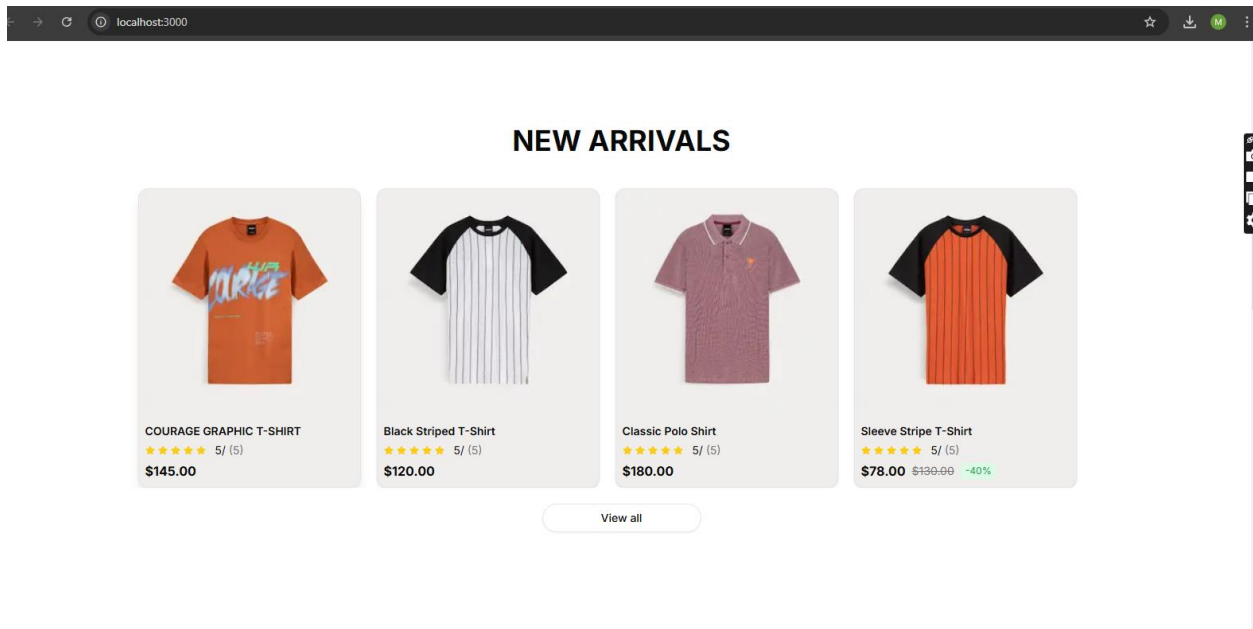 localhost:3000
M
NEW ARRIVALS
COURAGE
COURAGE GRAPHIC T-SHIRT
5/ (5)
$145.00
Black Striped T-Shirt
5/ (5)
$120.00
Classic Polo Shirt
5/ (5)
$180.00
Sleeve Stripe T-Shirt
5/ (5)
$78.00 $130.00 -40%
View all